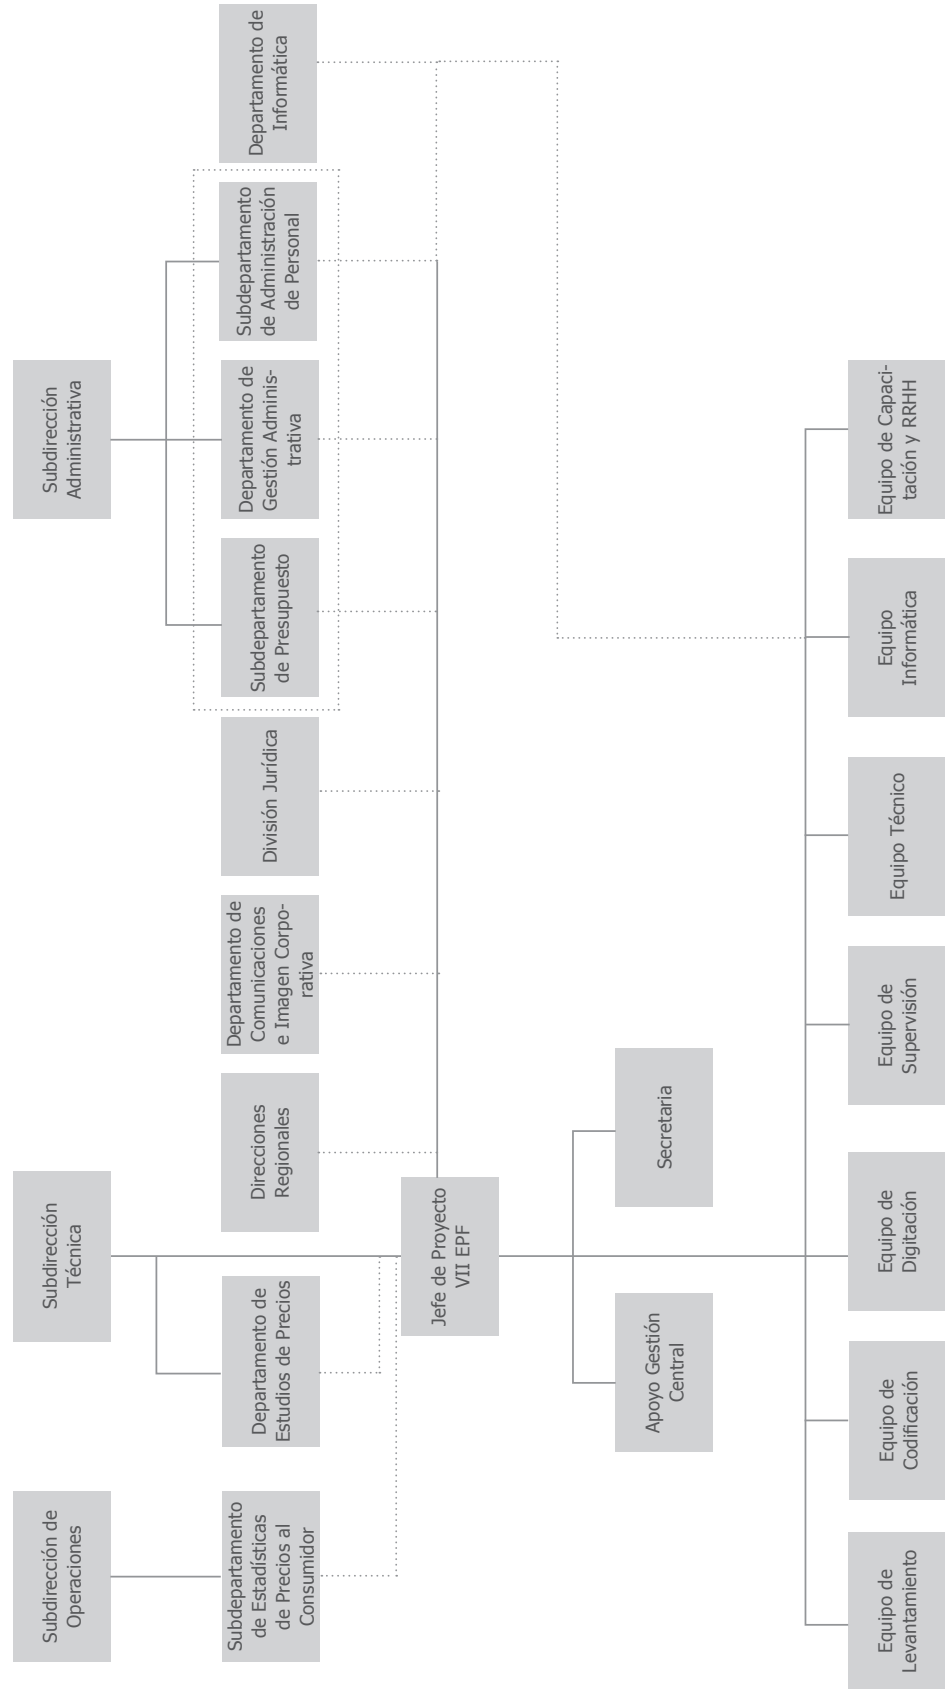 Subdirección de
Operaciones
Subdirección
Técnica
Subdirección
Administrativa
Subdepartamento
de Estadísticas
de Precios al
Consumidor
Departamento de
Estudios de Precios
Direcciones
Regionales
Departamento de
Comunicaciones
e Imagen Corpo-
rativa
División Jurídica
Subdepartamento
de Presupuesto
Departamento de
Gestión Adminis-
trativa
Subdepartamento
de Administración
de Personal
Departamento de
Informática
Jefe de Proyecto
VII EPF
Apoyo Gestión
Central
Secretaria
Equipo de
Levantamiento
Equipo de
Codificación
Equipo de
Digitación
Equipo de
Supervisión
Equipo Técnico
Equipo
Informática
Equipo de Capaci-
tación y RRHH